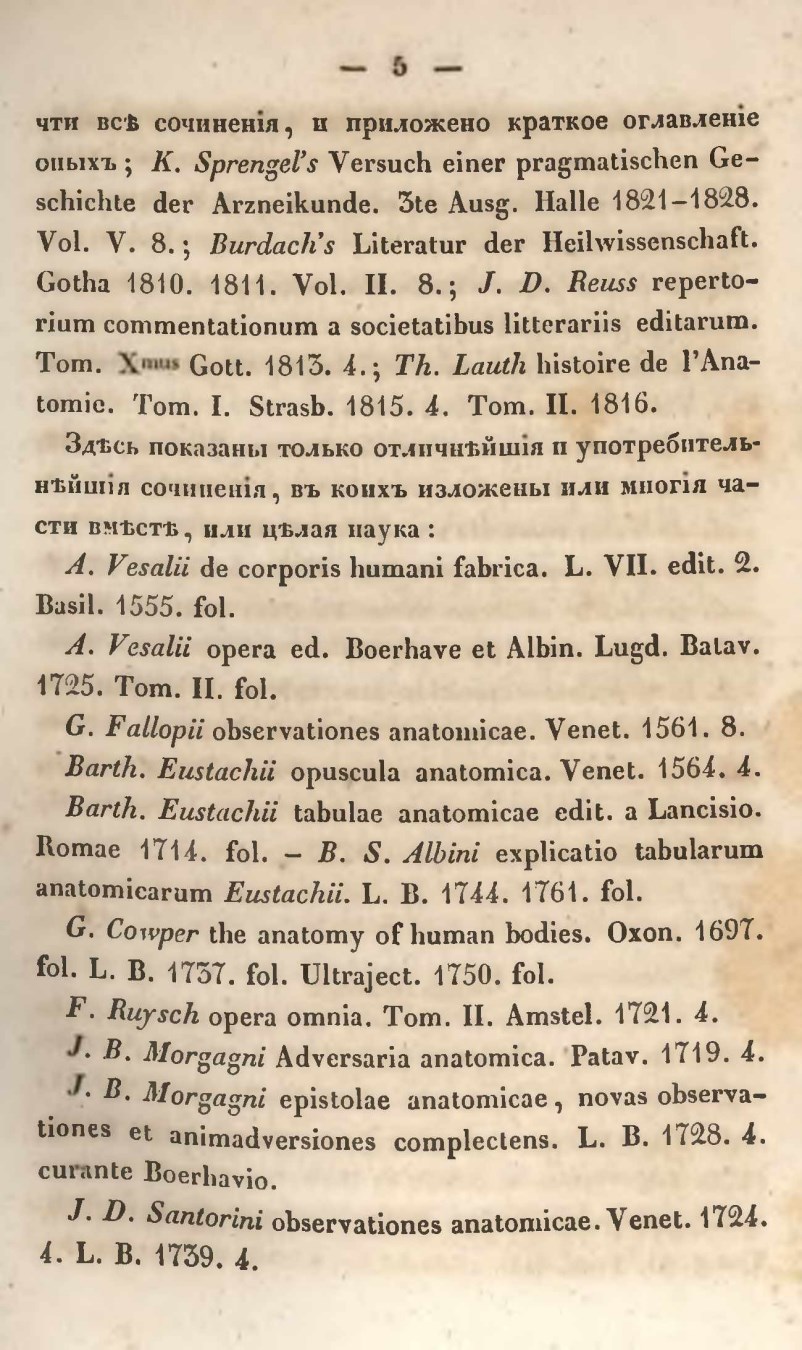 — 5 —
чти всѣ сочиненія, и приложено краткое оглавленіе
оныхъ; K. Sprengel's Versuch einer pragmatischen Ge-
schichte der Arzneikunde. 3te Ausg. Halle 1821–1828.
Vol. V. 8.; Burdach's Literatur der Heilwissenschaft.
Gotha 1810. 1811. Vol. II. 8.; J. D. Reuss reperto-
rium commentationum a societatibus litterariis editarum.
Tom. Xmus Gott. 1813. 4.; Th. Lauth histoire de l'Ana-
tomie. Tom. I. Strasb. 1815. 4. Tom. II. 1816.
Здѣсь показаны только отличнѣйшія и употребитель-
нѣйшія сочиненія, въ коихъ изложены или многія ча-
сти вмѣстѣ, или цѣлая наука:
A. Vesalii de corporis humani fabrica. L. VII. edit. 2.
Basil. 1555. fol.
A. Vesalii opera ed. Boerhave et Albin. Lugd. Batav.
1725. Tom. II. fol.
G. Fallopii observationes anatomicae. Venet. 1561. 8.
Barth. Eustachii opuscula anatomica. Venet. 1564. 4.
Barth. Eustachii tabulae anatomicae edit. a Lancisio.
Romae 1714. fol. – B. S. Albini explicatio tabularum
anatomicarum Eustachii. L. B. 1744. 1761. fol.
G. Cowper the anatomy of human bodies. Oxon. 1697.
fol. L. B. 1737. fol. Ultraject. 1750. fol.
F. Ruysch opera omnia. Tom. II. Amstel. 1721. 4.
J. B. Morgagni Adversaria anatomica. Patav. 1719. 4.
J. B. Morgagni epistolae anatomicae, novas observa-
tiones et animadversiones complectens. L. B. 1728. 4.
curante Boerhavio.
J. D. Santorini observationes anatomicae. Venet. 1724.
4. L. B. 1739. 4.